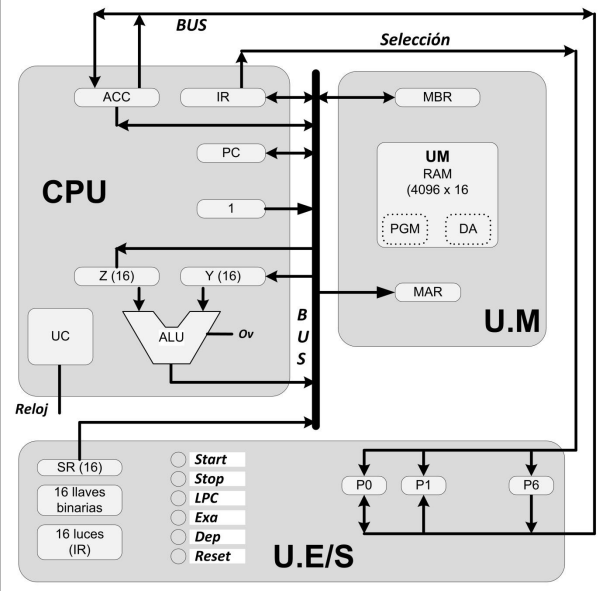 BUS
Selección
ACC
IR
MBR
PC
UM
RAM
(4096 x 16
CPU
1
PGM
DA
Z (16)
Y (16)
MAR
UC
ALU
Ov
BUS
U.M
Reloj
SR (16)
16 llaves
binarias
16 luces
(IR)
Start
Stop
LPC
Exa
Dep
Reset
P0
P1
P6
U.E/S